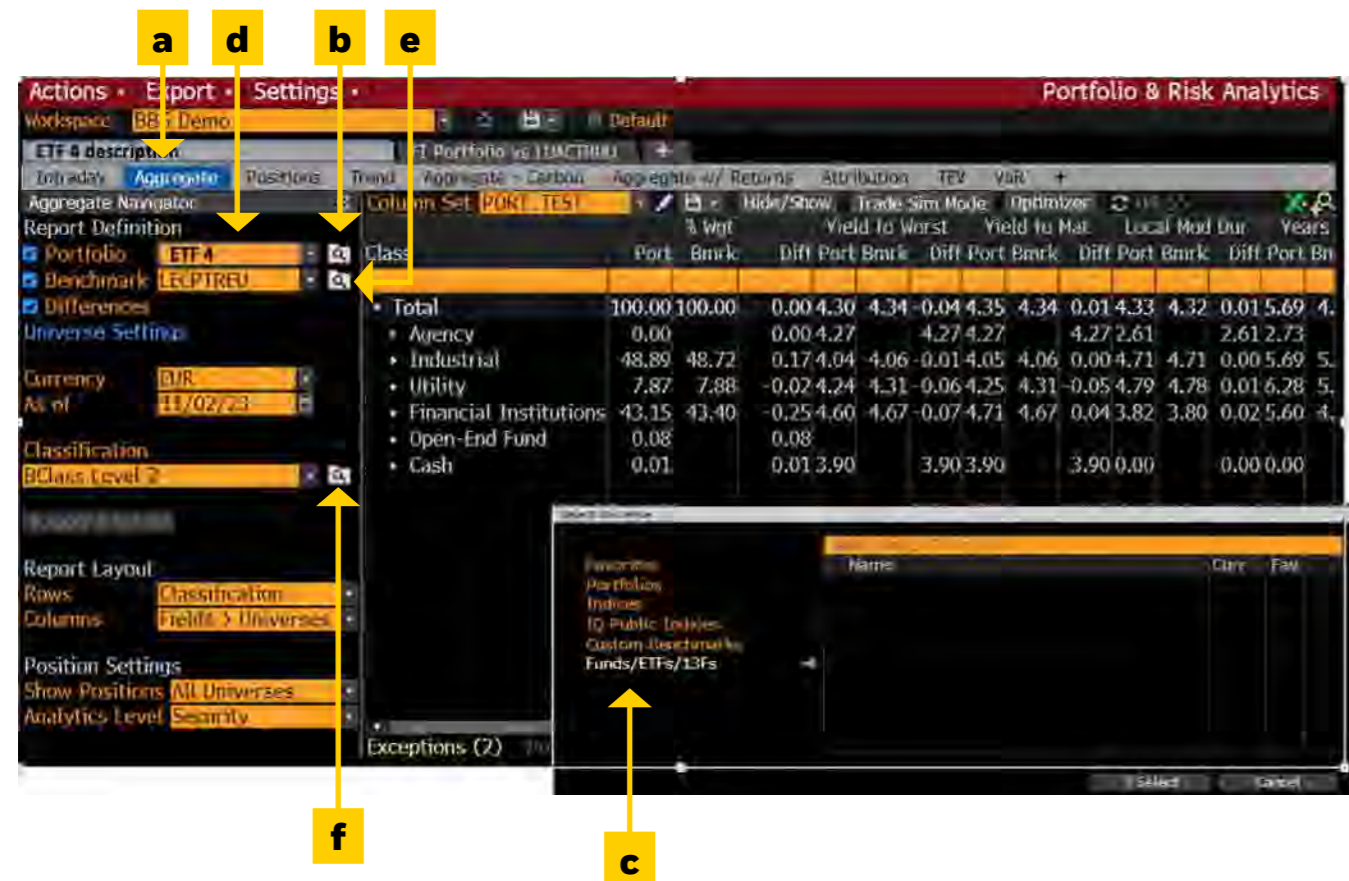 a d b e
Actions Export Settings Portfolio & Risk Analytics
Workspace Demo Default
ETF 4 description Portfolio vs +
Intraday Aggregate Positions Trend Aggregate - Carbon Aggregate w/ Returns Attribution VaR +
Aggregate Navigator Column Set PORT TEST Hide/Show Trade Sim Mode Optimizer
Report Definition % Wgt Yield to Worst Yield to Mat Local Mod Dur Years
Portfolio ETF 4 Class Port Bmrk Diff Port Bmrk Diff Port Bmrk Diff Port Bmrk Diff Port Bm
Benchmark LECPTREU
Differences Total 100.00 100.00 0.00 4.30 4.34 -0.04 4.35 4.34 0.01 4.33 4.32 0.01 5.69 4.
Universe Settings Agency 0.00 0.00 4.27 4.27 4.27 4.27 2.61 2.61 2.73
Industrial 48.89 48.72 0.17 4.04 4.06 -0.01 4.05 4.06 0.00 4.71 4.71 0.00 5.69 5.
Currency EUR Utility 7.87 7.88 -0.02 4.24 4.31 -0.06 4.25 4.31 -0.05 4.79 4.78 0.01 6.28 5.
As of 11/02/23 Financial Institutions 43.15 43.40 -0.25 4.60 4.67 -0.07 4.71 4.67 0.04 3.82 3.80 0.02 5.60 4.
Open-End Fund 0.08 0.08
Classification Cash 0.01 0.01 3.90 3.90 3.90 3.90 0.00 0.00 0.00
BClass Level 2
Report Layout
Rows Classification
Columns Fields > Universes
Position Settings
Show Positions All Universes
Analytics Level Security
Exceptions (2)
Name Curr Fav
Favorites
Portfolios
Indices
IQ Public Indices
Custom Benchmarks
Funds/ETFs/13Fs
Select Cancel
f c